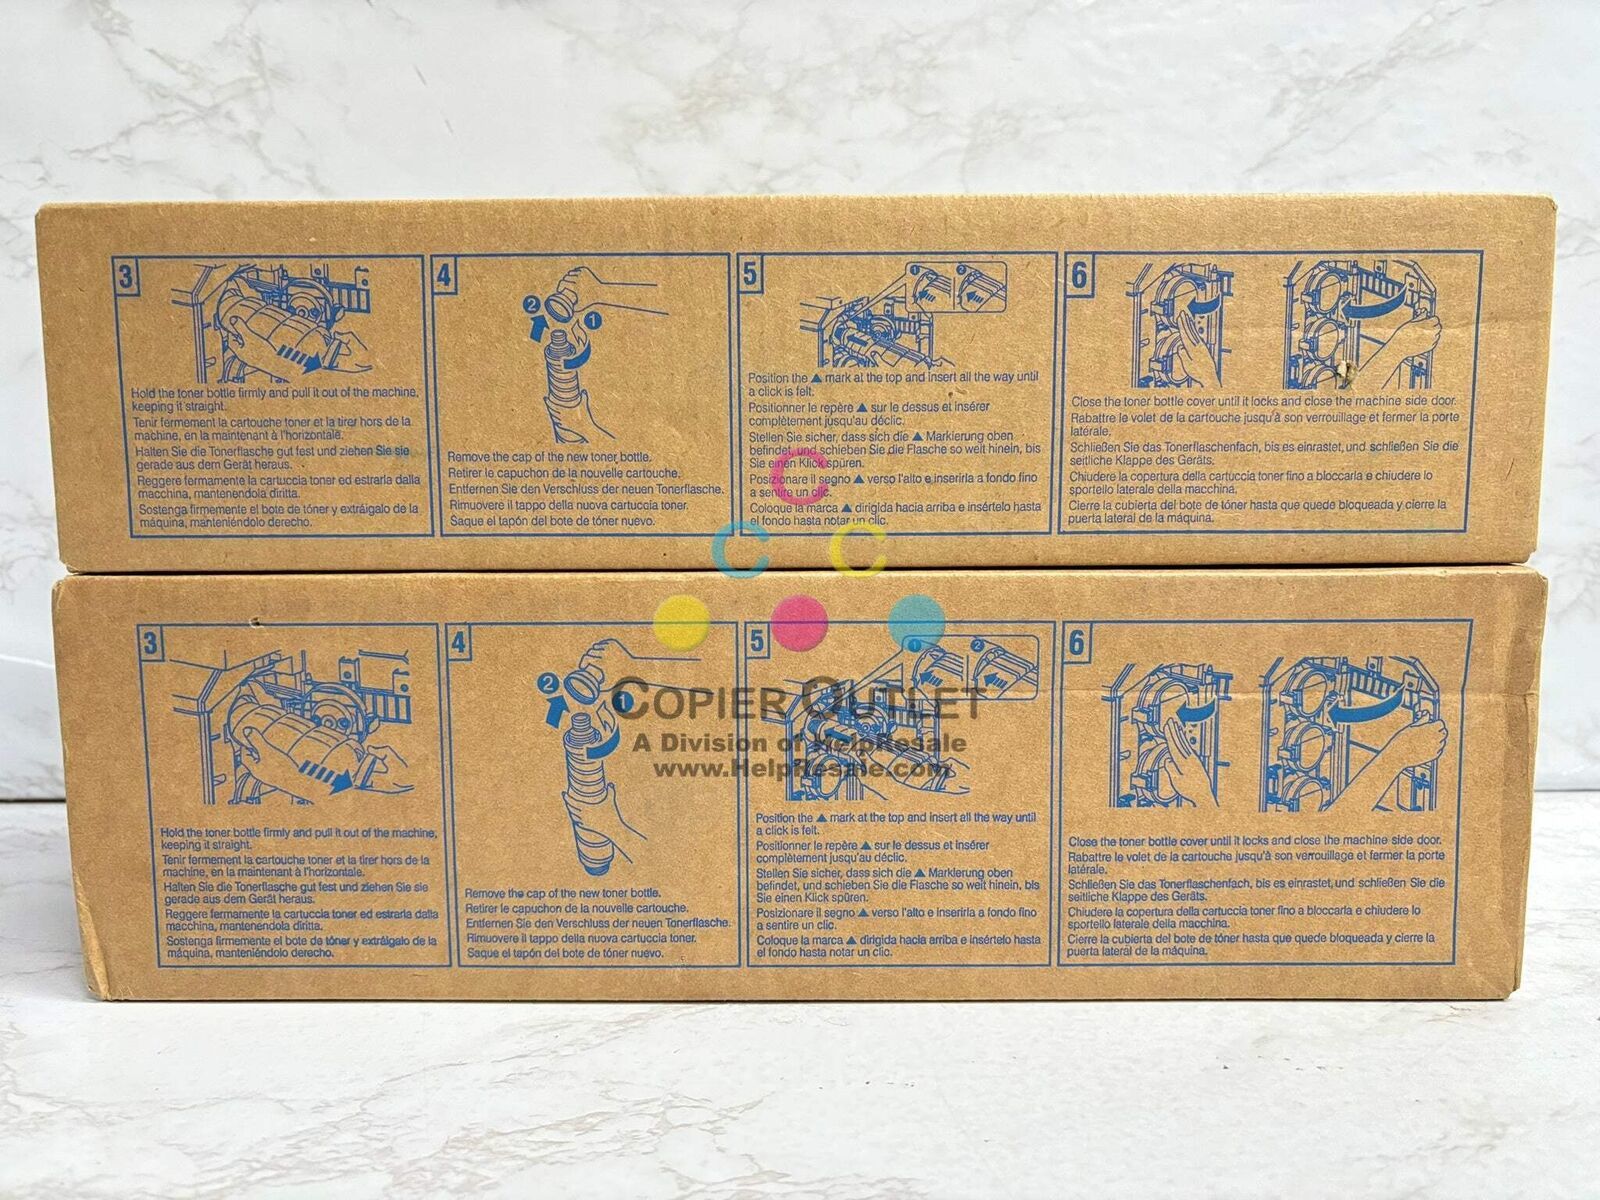 3
Hold the toner bottle firmly and pull it out of the machine,
keeping it straight.
Tenir fermement la cartouche toner et la tirer hors de la
machine, en la maintenant à l'horizontale.
Halten Sie die Tonerflasche gut fest und ziehen Sie sie
gerade aus dem Gerät heraus.
Reggere fermamente la cartuccia toner ed estrarla dalla
macchina, mantenendola diritta.
Sostenga firmemente el bote de tóner y extráigalo de la
máquina, manteniéndolo derecho.
4
2
1
Remove the cap of the new toner bottle.
Retirer le capuchon de la nouvelle cartouche.
Entfernen Sie den Verschluss der neuen Tonerflasche.
Rimuovere il tappo della nuova cartuccia toner.
Saque el tapón del bote de tóner nuevo.
5
1
2
Position the ▲ mark at the top and insert all the way until
a click is felt.
Positionner le repère ▲ sur le dessus et insérer
complètement jusqu'au déclic.
Stellen Sie sicher, dass sich die ▲ Markierung oben
befindet, und schieben Sie die Flasche so weit hinein, bis
Sie einen Klick spüren.
Posizionare il segno ▲ verso l'alto e inserirla a fondo fino
a sentire un clic.
Coloque la marca ▲ dirigida hacia arriba e insértelo hasta
el fondo hasta notar un clic.
6
Close the toner bottle cover until it locks and close the machine side door.
Rabattre le volet de la cartouche jusqu'à son verrouillage et fermer la porte
latérale.
Schließen Sie das Tonerflaschenfach, bis es einrastet, und schließen Sie die
seitliche Klappe des Geräts.
Chiudere la copertura della cartuccia toner fino a bloccarla e chiudere lo
sportello laterale della macchina.
Cierre la cubierta del bote de tóner hasta que quede bloqueada y cierre la
puerta lateral de la máquina.
C
C C
COPIER OUTLET
A Division of HelpResale
www.HelpResale.com
3
Hold the toner bottle firmly and pull it out of the machine,
keeping it straight.
Tenir fermement la cartouche toner et la tirer hors de la
machine, en la maintenant à l'horizontale.
Halten Sie die Tonerflasche gut fest und ziehen Sie sie
gerade aus dem Gerät heraus.
Reggere fermamente la cartuccia toner ed estrarla dalla
macchina, mantenendola diritta.
Sostenga firmemente el bote de tóner y extráigalo de la
máquina, manteniéndolo derecho.
4
2
1
Remove the cap of the new toner bottle.
Retirer le capuchon de la nouvelle cartouche.
Entfernen Sie den Verschluss der neuen Tonerflasche.
Rimuovere il tappo della nuova cartuccia toner.
Saque el tapón del bote de tóner nuevo.
5
1
2
Position the ▲ mark at the top and insert all the way until
a click is felt.
Positionner le repère ▲ sur le dessus et insérer
complètement jusqu'au déclic.
Stellen Sie sicher, dass sich die ▲ Markierung oben
befindet, und schieben Sie die Flasche so weit hinein, bis
Sie einen Klick spüren.
Posizionare il segno ▲ verso l'alto e inserirla a fondo fino
a sentire un clic.
Coloque la marca ▲ dirigida hacia arriba e insértelo hasta
el fondo hasta notar un clic.
6
Close the toner bottle cover until it locks and close the machine side door.
Rabattre le volet de la cartouche jusqu'à son verrouillage et fermer la porte
latérale.
Schließen Sie das Tonerflaschenfach, bis es einrastet, und schließen Sie die
seitliche Klappe des Geräts.
Chiudere la copertura della cartuccia toner fino a bloccarla e chiudere lo
sportello laterale della macchina.
Cierre la cubierta del bote de tóner hasta que quede bloqueada y cierre la
puerta lateral de la máquina.